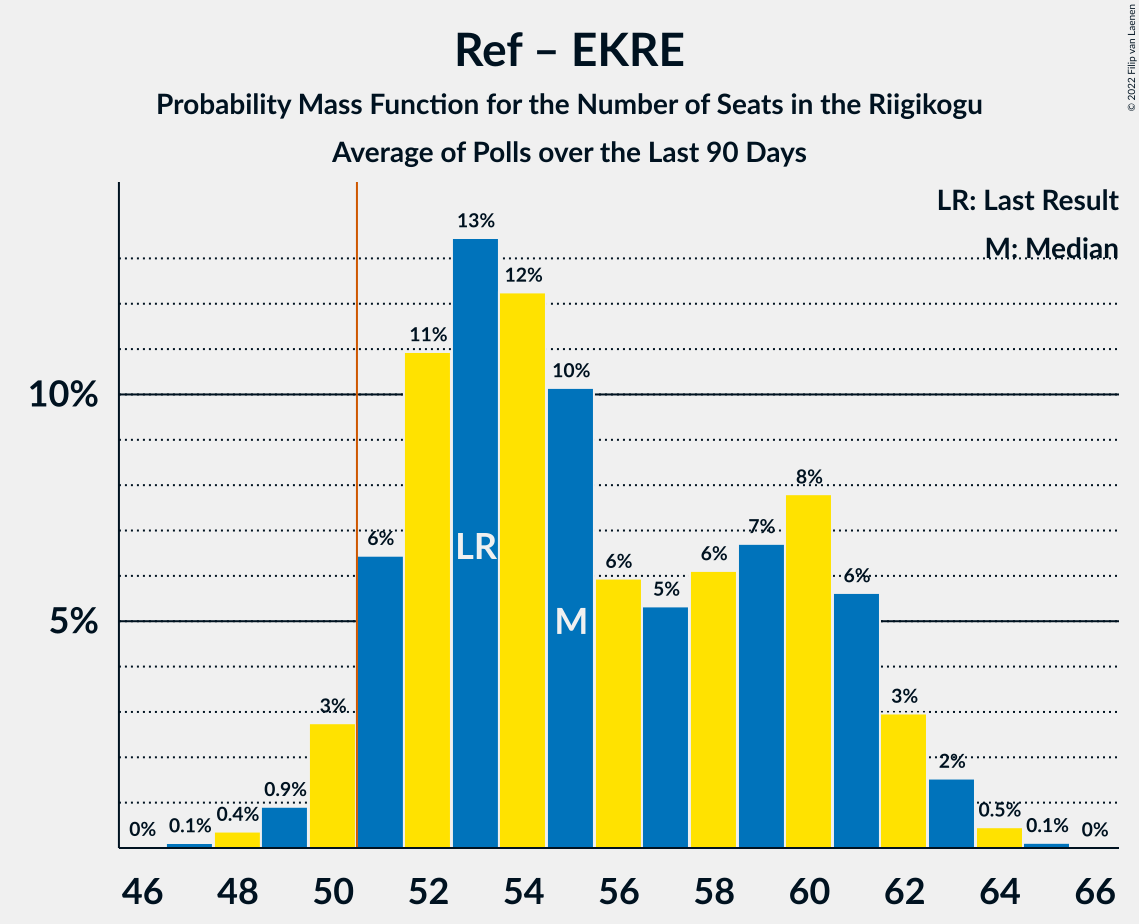 © 2022 Filip van Laenen
Ref – EKRE
Probability Mass Function for the Number of Seats in the Riigikogu
Average of Polls over the Last 90 Days
LR: Last Result
M: Median
10%
5%
0% 0.1% 0.4% 0.9% 3% 6% 11% 13% 12% 10% 6% 5% 6% 7% 8% 6% 3% 2% 0.5% 0.1% 0%
LR
M
46 48 50 52 54 56 58 60 62 64 66